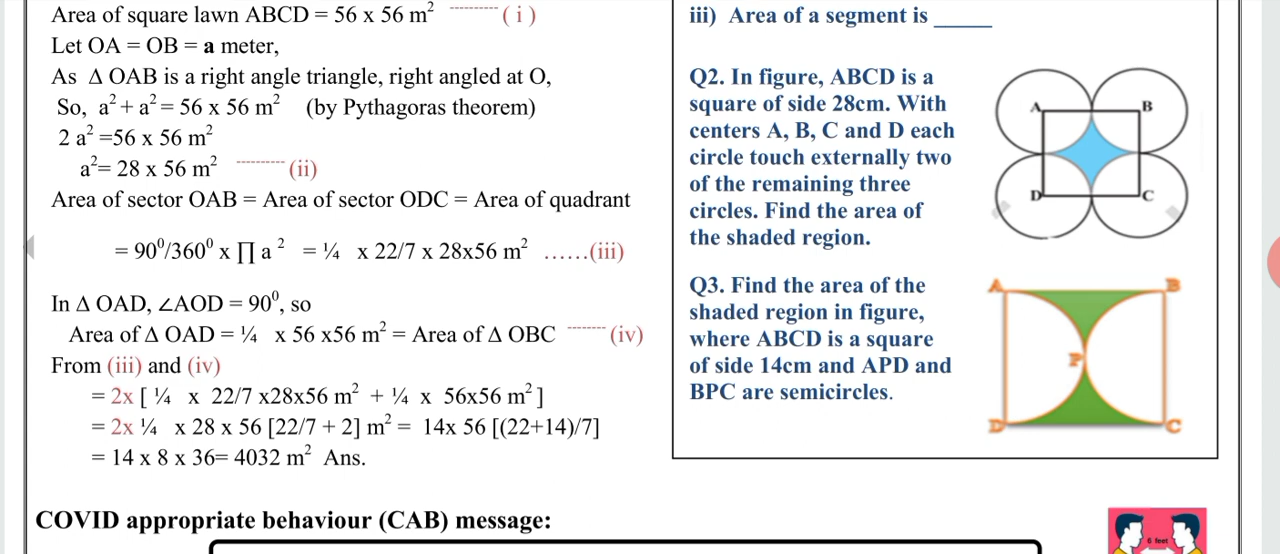 Area of square lawn ABCD = 56 x 56 m² ---------- ( i )
Let OA = OB = a meter,
As Δ OAB is a right angle triangle, right angled at O,
So, a² + a² = 56 x 56 m² (by Pythagoras theorem)
2 a² =56 x 56 m²
a²= 28 x 56 m² ---------- (ii)
Area of sector OAB = Area of sector ODC = Area of quadrant
= 90⁰/360⁰ x ∏ a ² = ¼ x 22/7 x 28x56 m² ......(iii)
In Δ OAD, ∠AOD = 90⁰, so
Area of Δ OAD = ¼ x 56 x56 m² = Area of Δ OBC -------- (iv)
From (iii) and (iv)
= 2x [ ¼ x 22/7 x28x56 m² + ¼ x 56x56 m² ]
= 2x ¼ x 28 x 56 [22/7 + 2] m² = 14x 56 [(22+14)/7]
= 14 x 8 x 36= 4032 m² Ans.
COVID appropriate behaviour (CAB) message:
iii) Area of a segment is ______
Q2. In figure, ABCD is a
square of side 28cm. With
centers A, B, C and D each
circle touch externally two
of the remaining three
circles. Find the area of
the shaded region.
A B
D C
Q3. Find the area of the
shaded region in figure,
where ABCD is a square
of side 14cm and APD and
BPC are semicircles.
A B
P
D C
6 feet